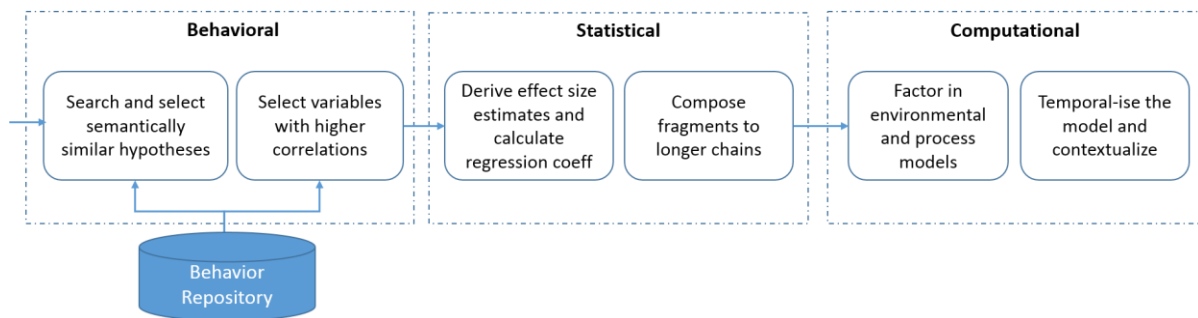 Behavioral
Search and select
semantically
similar hypotheses
Select variables
with higher
correlations
Statistical
Derive effect size
estimates and
calculate
regression coeff
Compose
fragments to
longer chains
Computational
Factor in
environmental
and process
models
Temporal-ise the
model and
contextualize
Behavior
Repository